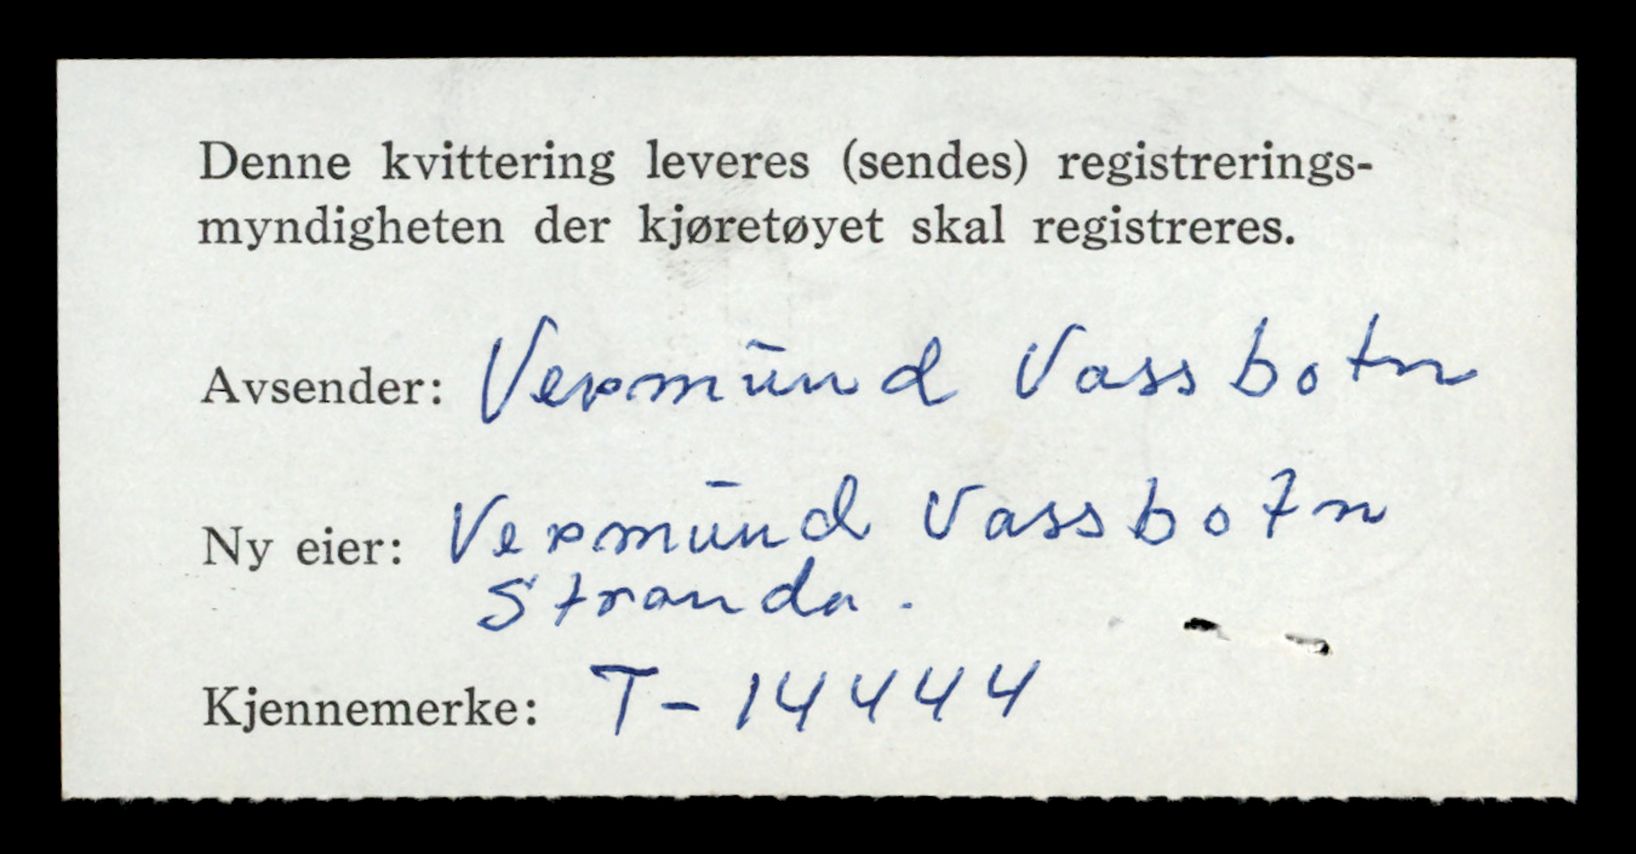 Denne kvittering leveres (sendes) registrerings-
myndigheten der kjøretøyet skal registreres.
Avsender: Vermund Vassbotn
Ny eier: Vermund Vassbotn
Stranda.
Kjennemerke: T-14444